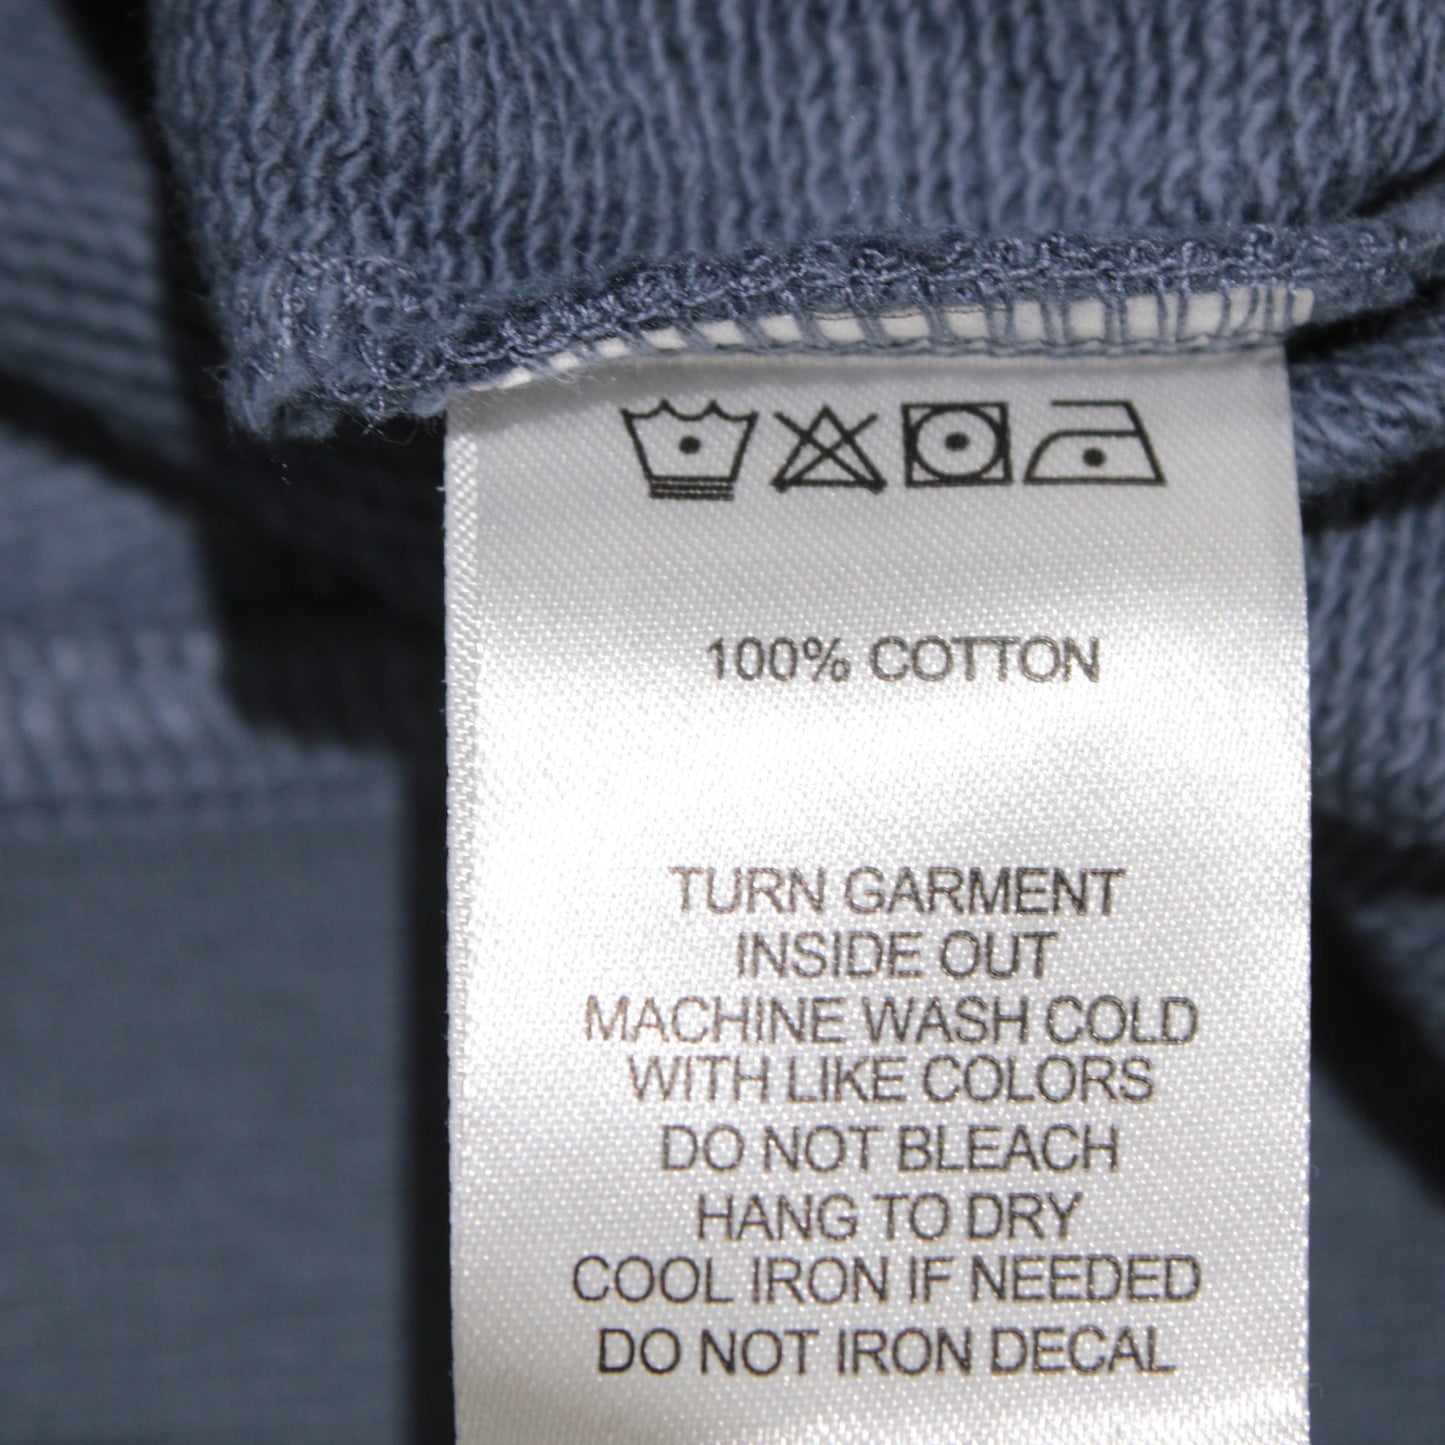 100% COTTON
TURN GARMENT
INSIDE OUT
MACHINE WASH COLD
WITH LIKE COLORS
DO NOT BLEACH
HANG TO DRY
COOL IRON IF NEEDED
DO NOT IRON DECAL